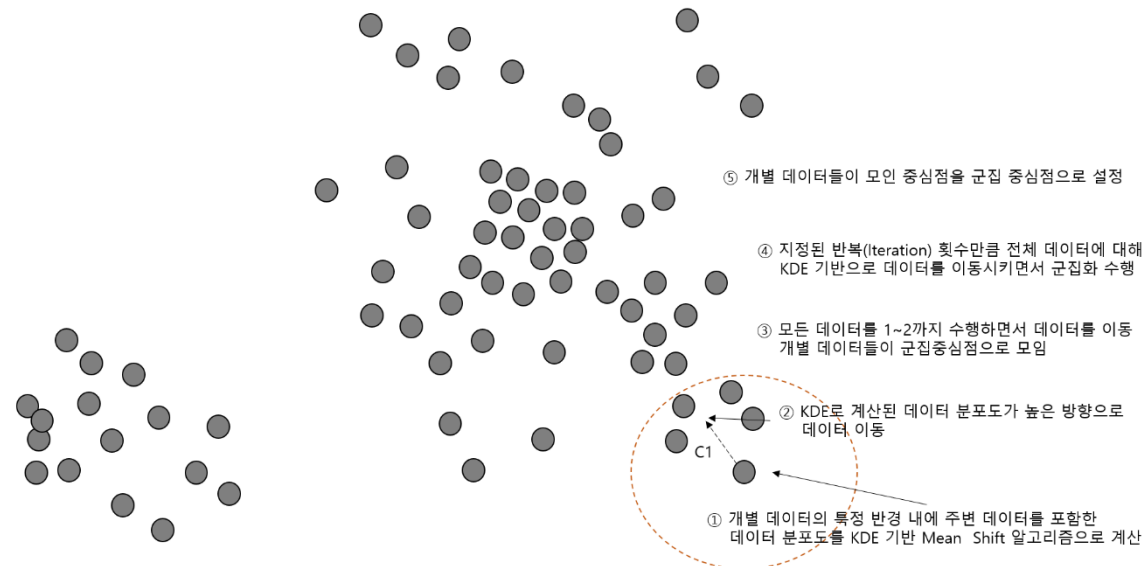 ⑤ 개별 데이터들이 모인 중심점을 군집 중심점으로 설정
④ 지정된 반복(Iteration) 횟수만큼 전체 데이터에 대해
KDE 기반으로 데이터를 이동시키면서 군집화 수행
③ 모든 데이터를 1~2까지 수행하면서 데이터를 이동
개별 데이터들이 군집중심점으로 모임
② KDE로 계산된 데이터 분포도가 높은 방향으로
데이터 이동
C1
① 개별 데이터의 특정 반경 내에 주변 데이터를 포함한
데이터 분포도를 KDE 기반 Mean Shift 알고리즘으로 계산